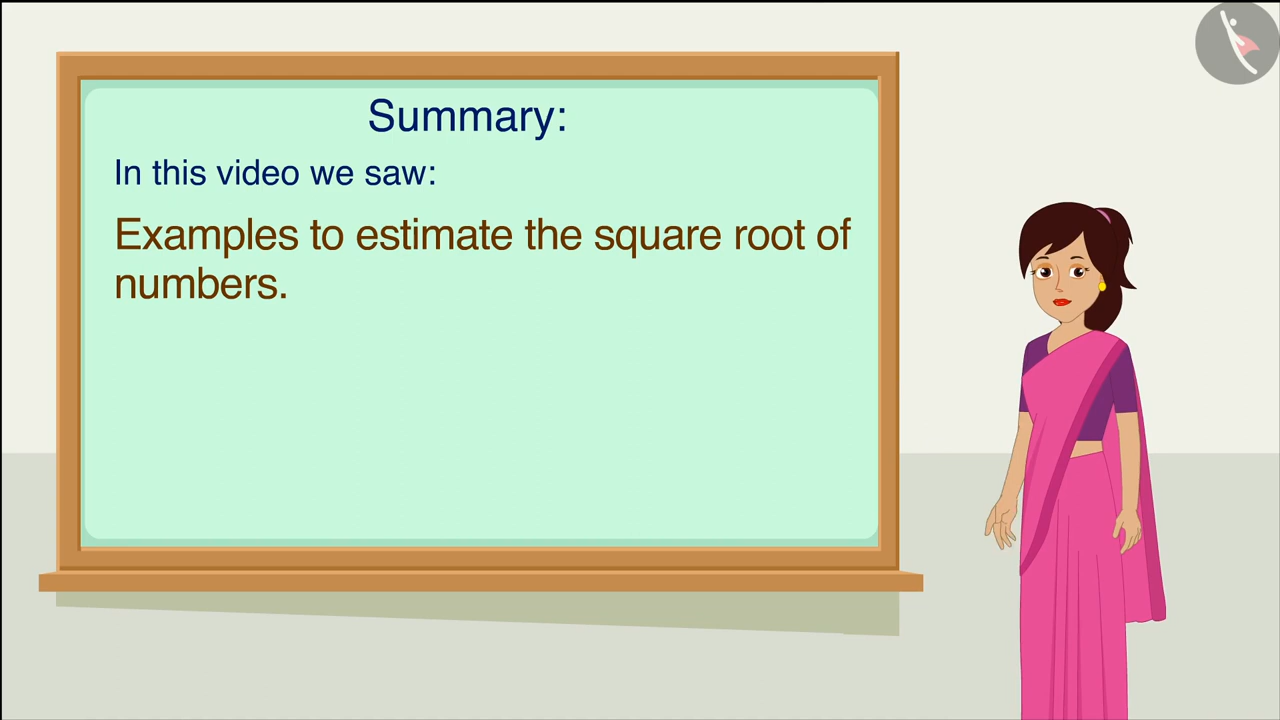 Summary:
In this video we saw:
Examples to estimate the square root of
numbers.